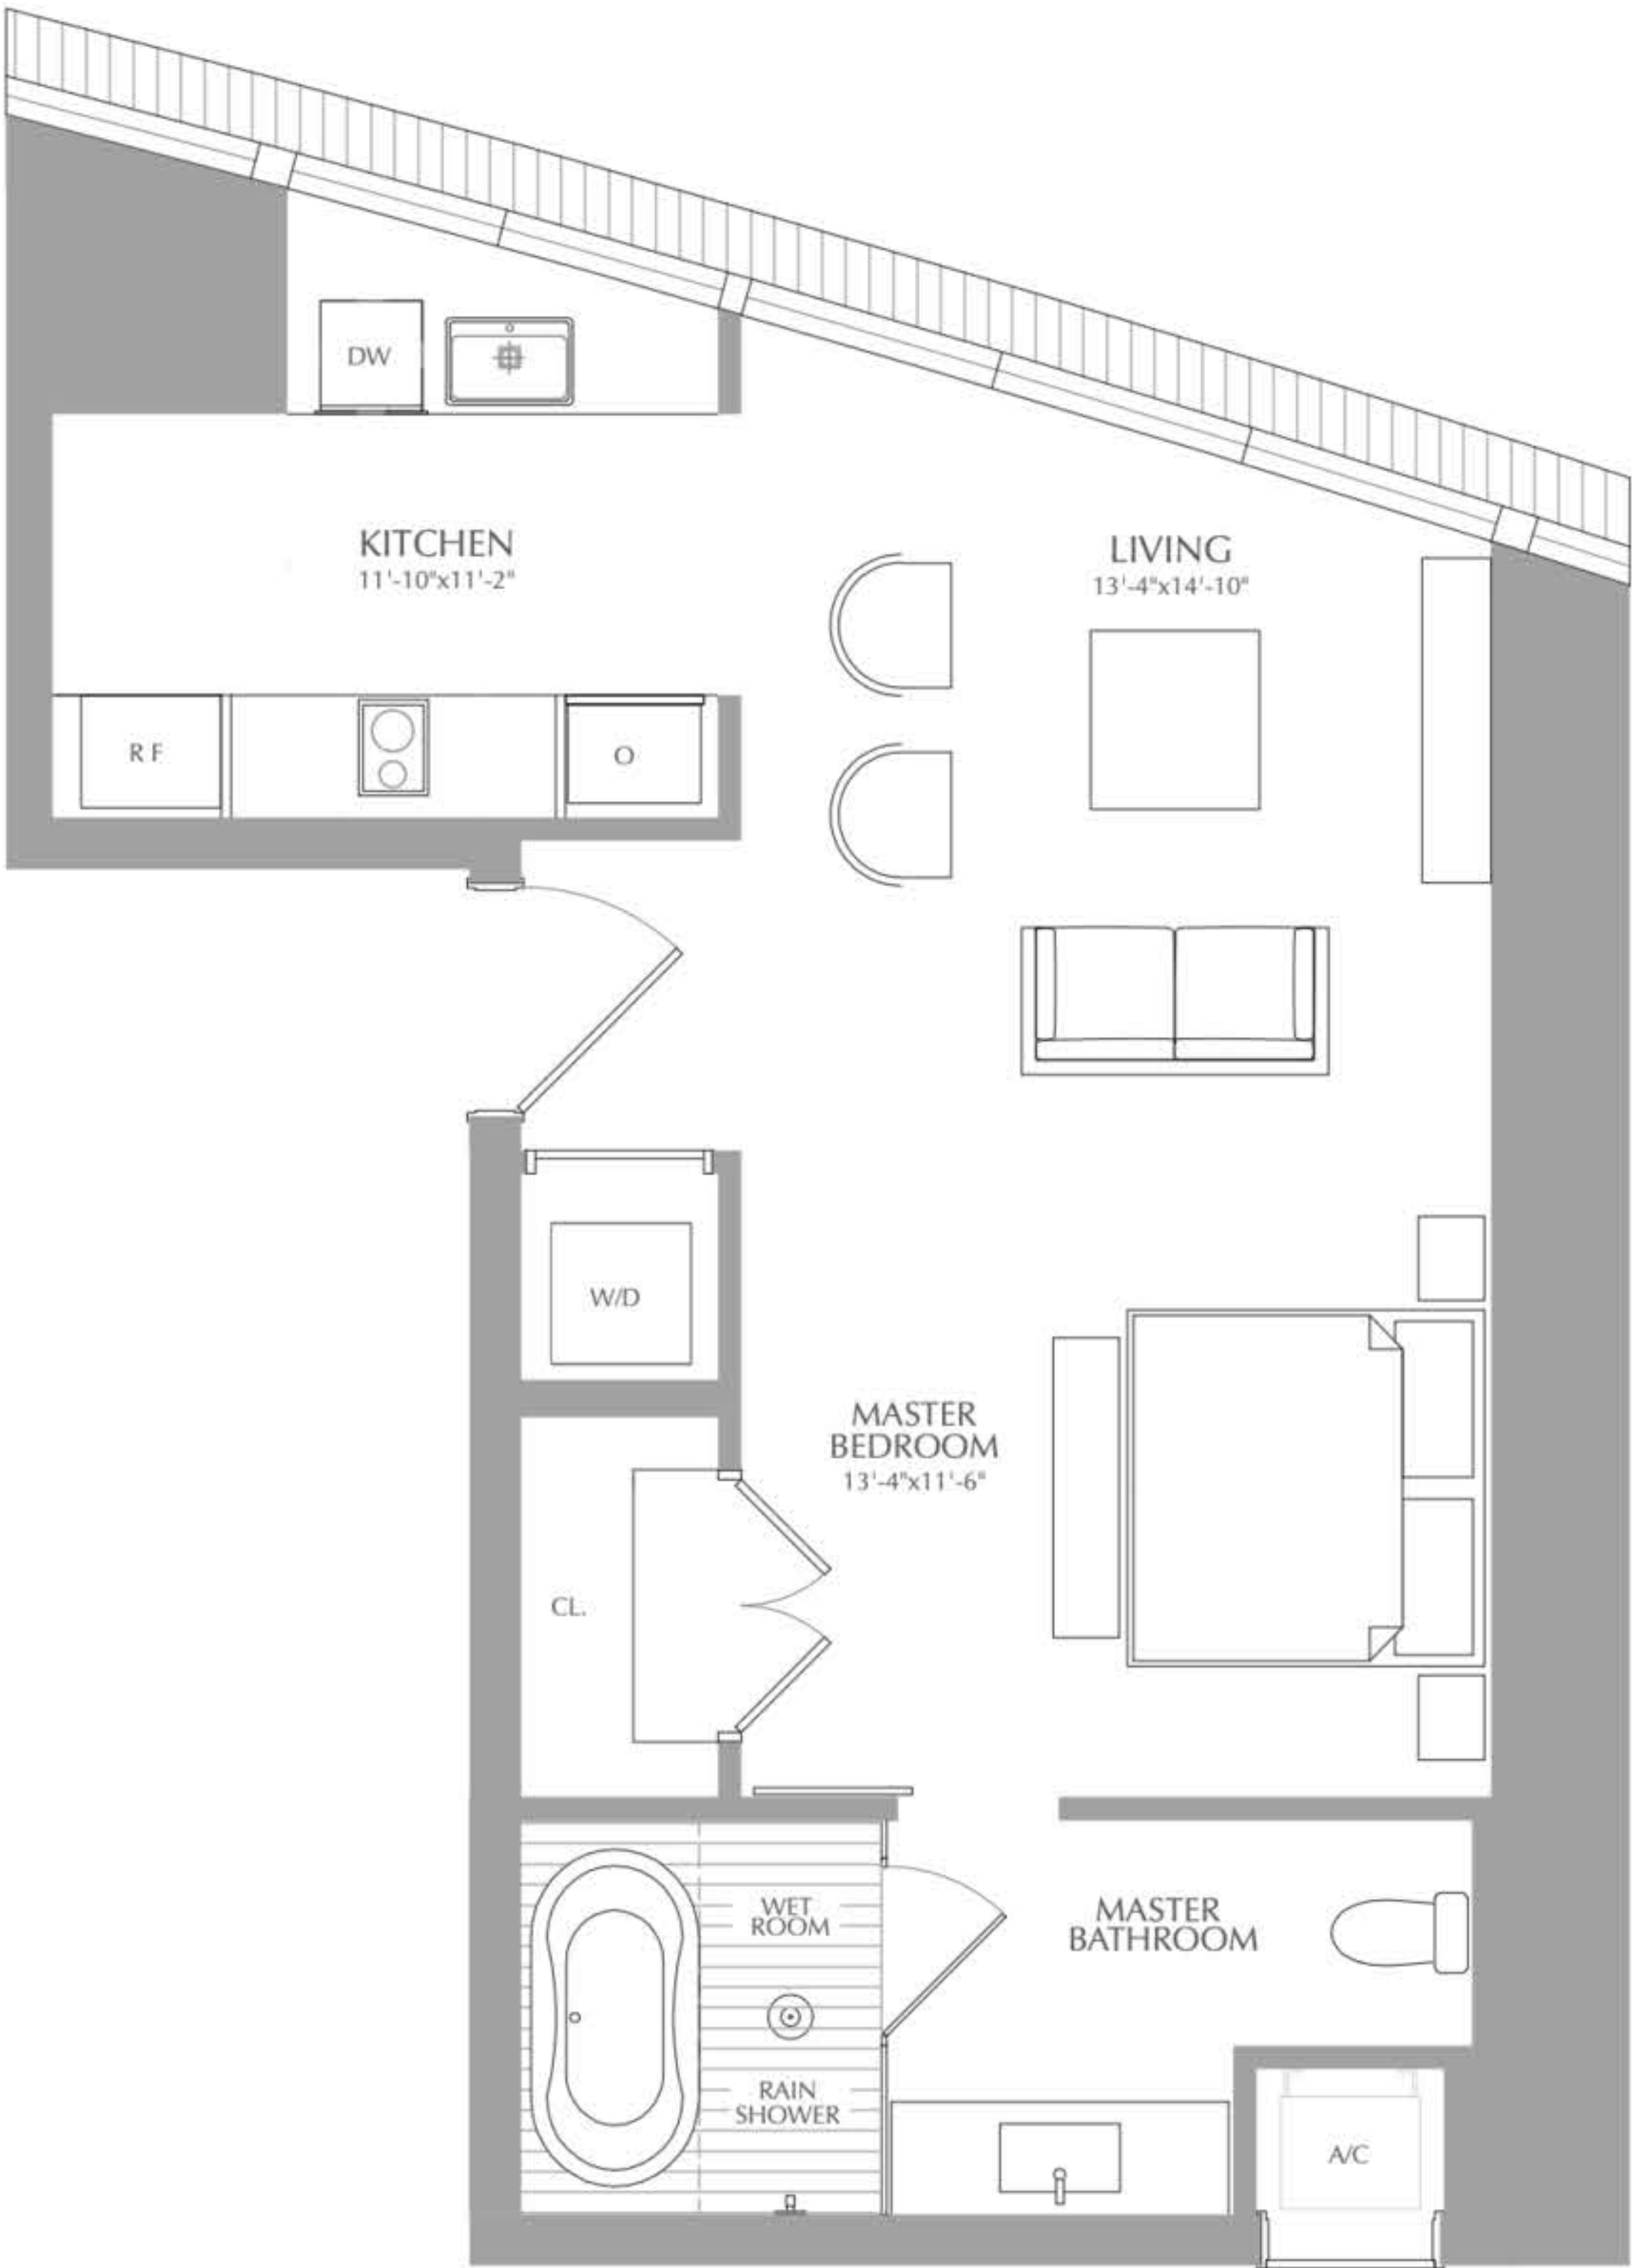 DW
KITCHEN
11'-10"x11'-2"
LIVING
13'-4"x14'-10"
R F
O
W/D
MASTER
BEDROOM
13'-4"x11'-6"
CL.
WET
ROOM
MASTER
BATHROOM
RAIN
SHOWER
A/C